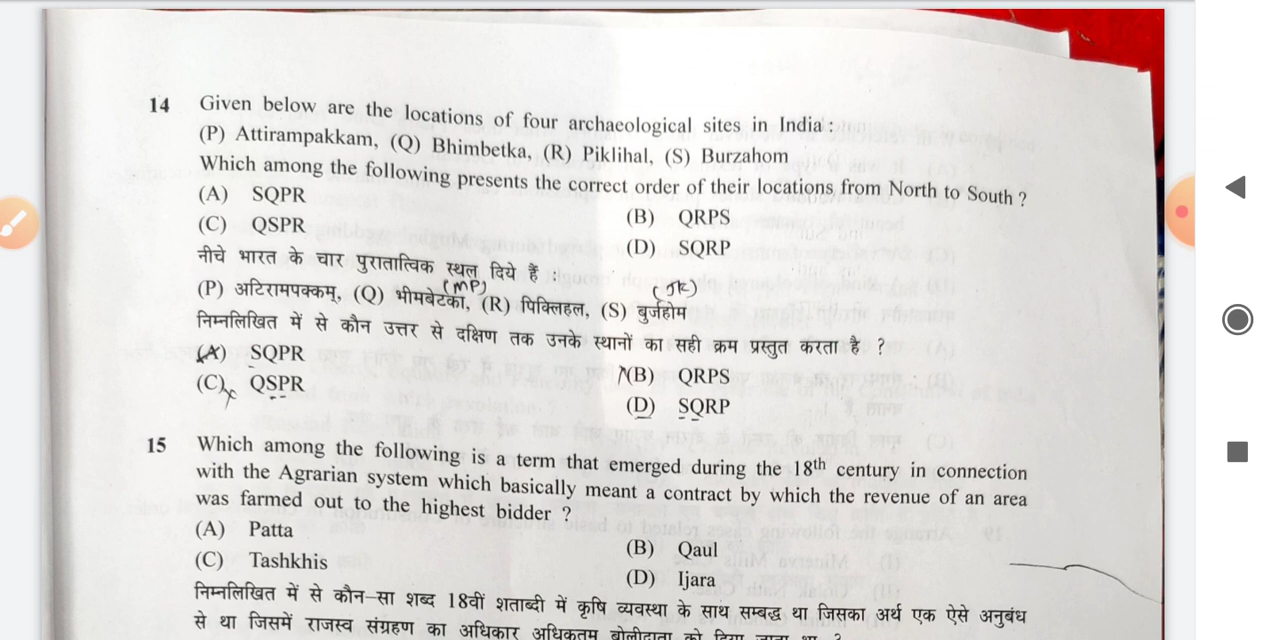 14 Given below are the locations of four archaeological sites in India :
(P) Attirampakkam, (Q) Bhimbetka, (R) Piklihal, (S) Burzahom
Which among the following presents the correct order of their locations from North to South ?
(A) SQPR (B) QRPS
(C) QSPR (D) SQRP
नीचे भारत के चार पुरातात्विक स्थल दिये हैं :
(MP) (JK)
(P) अटिरामपक्कम, (Q) भीमबेटका, (R) पिक्लिहल, (S) बुर्जहोम
निम्नलिखित में से कौन उत्तर से दक्षिण तक उनके स्थानों का सही क्रम प्रस्तुत करता है ?
(A) SQPR (B) QRPS
(C) QSPR (D) SQRP
15 Which among the following is a term that emerged during the 18th century in connection
with the Agrarian system which basically meant a contract by which the revenue of an area
was farmed out to the highest bidder ?
(A) Patta (B) Qaul
(C) Tashkhis (D) Ijara
निम्नलिखित में से कौन-सा शब्द 18वीं शताब्दी में कृषि व्यवस्था के साथ सम्बद्ध था जिसका अर्थ एक ऐसे अनुबंध
से था जिसमें राजस्व संग्रहण का अधिकार अधिकतम बोलीदाता को दिया जाता था ?